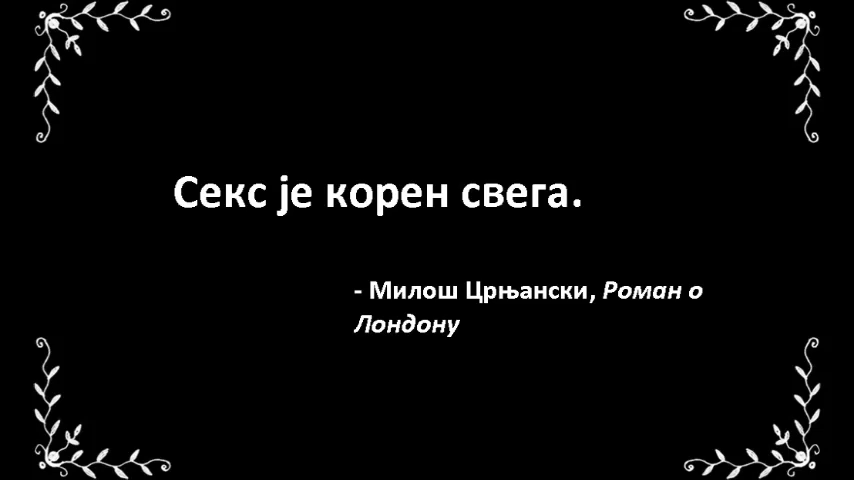 Секс је корен свега.
- Милош Црњански, Роман о
Лондону